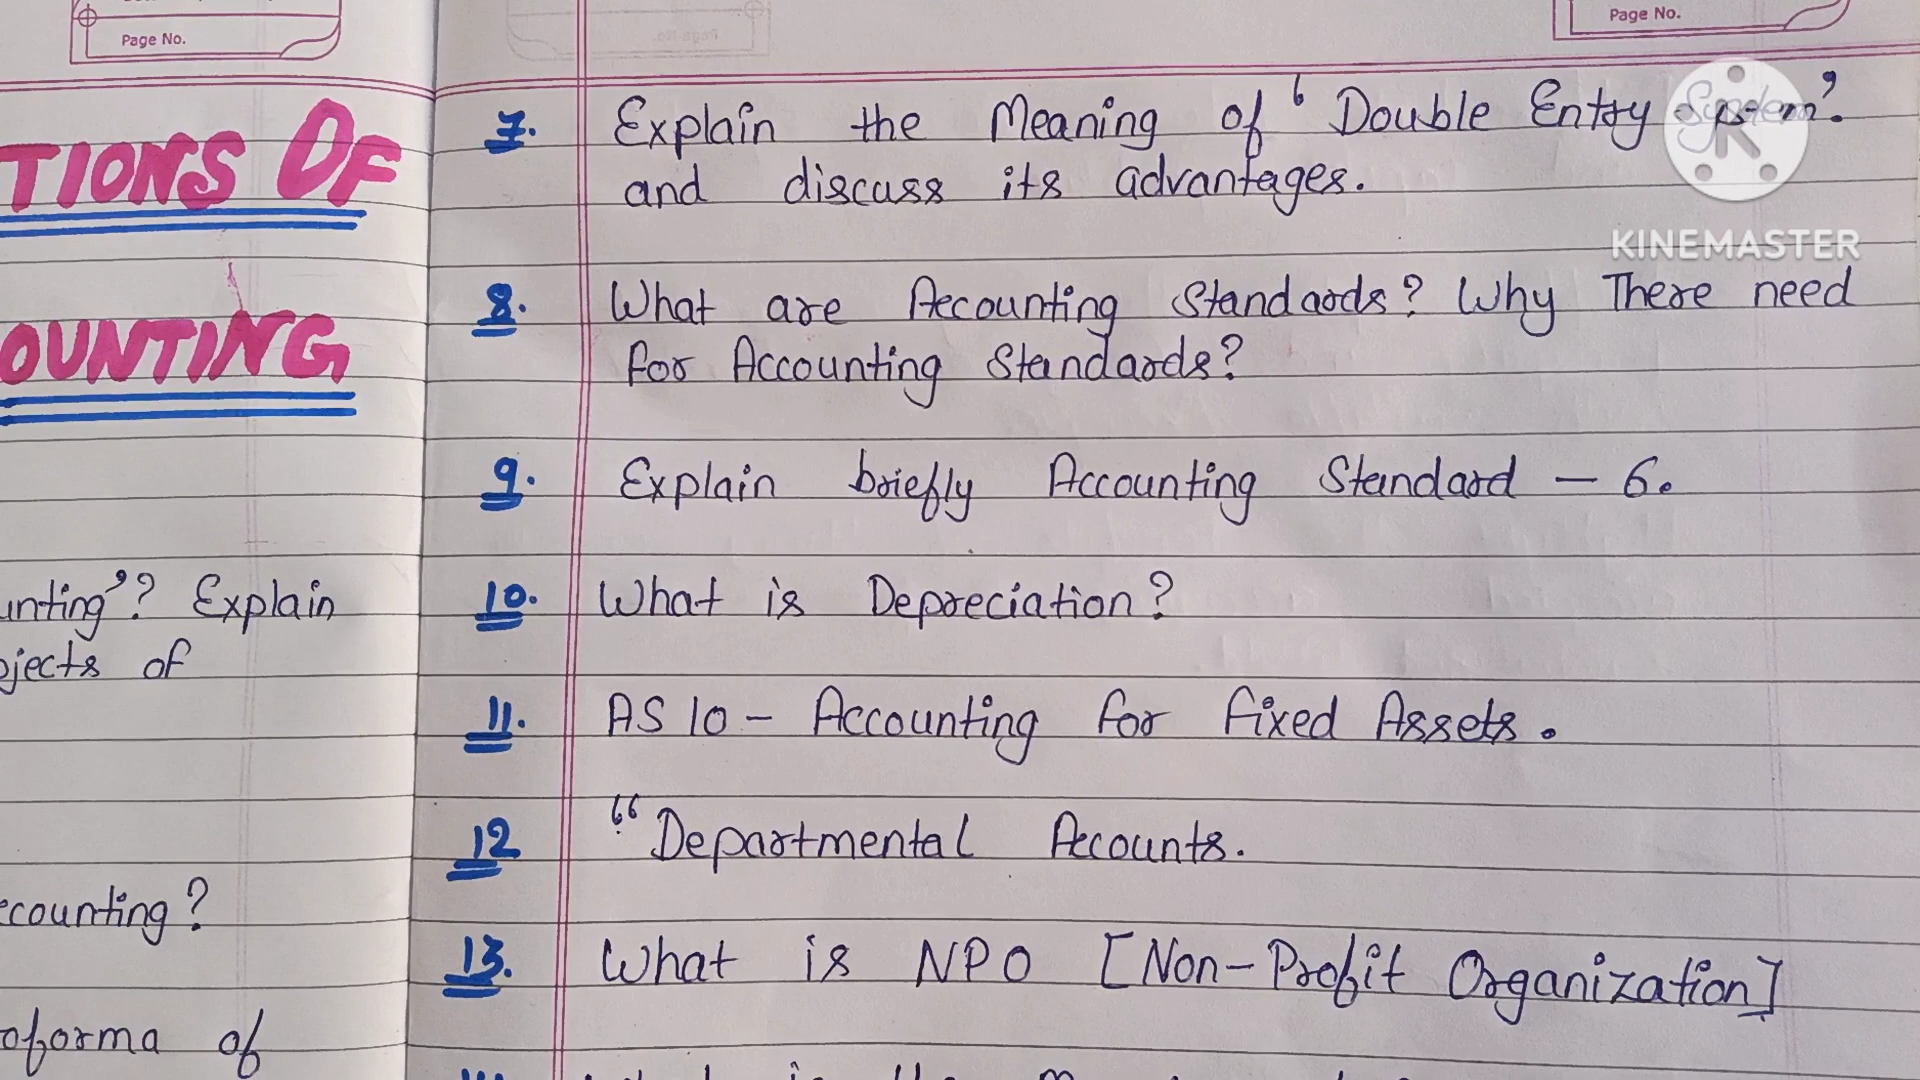 Page No.
TIONS OF
OUNTING
unting'? Explain
bjects of
ccounting?
oforma of
Page No.
7. Explain the Meaning of 'Double Entry System'.
and discuss its advantages.
KINEMASTER
8. What are Accounting Standards? Why There need
for Accounting Standards?
9. Explain briefly Accounting Standard - 6.
10. What is Depreciation?
11. AS 10 - Accounting for Fixed Assets.
12 "Departmental Accounts.
13. What is NPO [Non-Profit Organization]